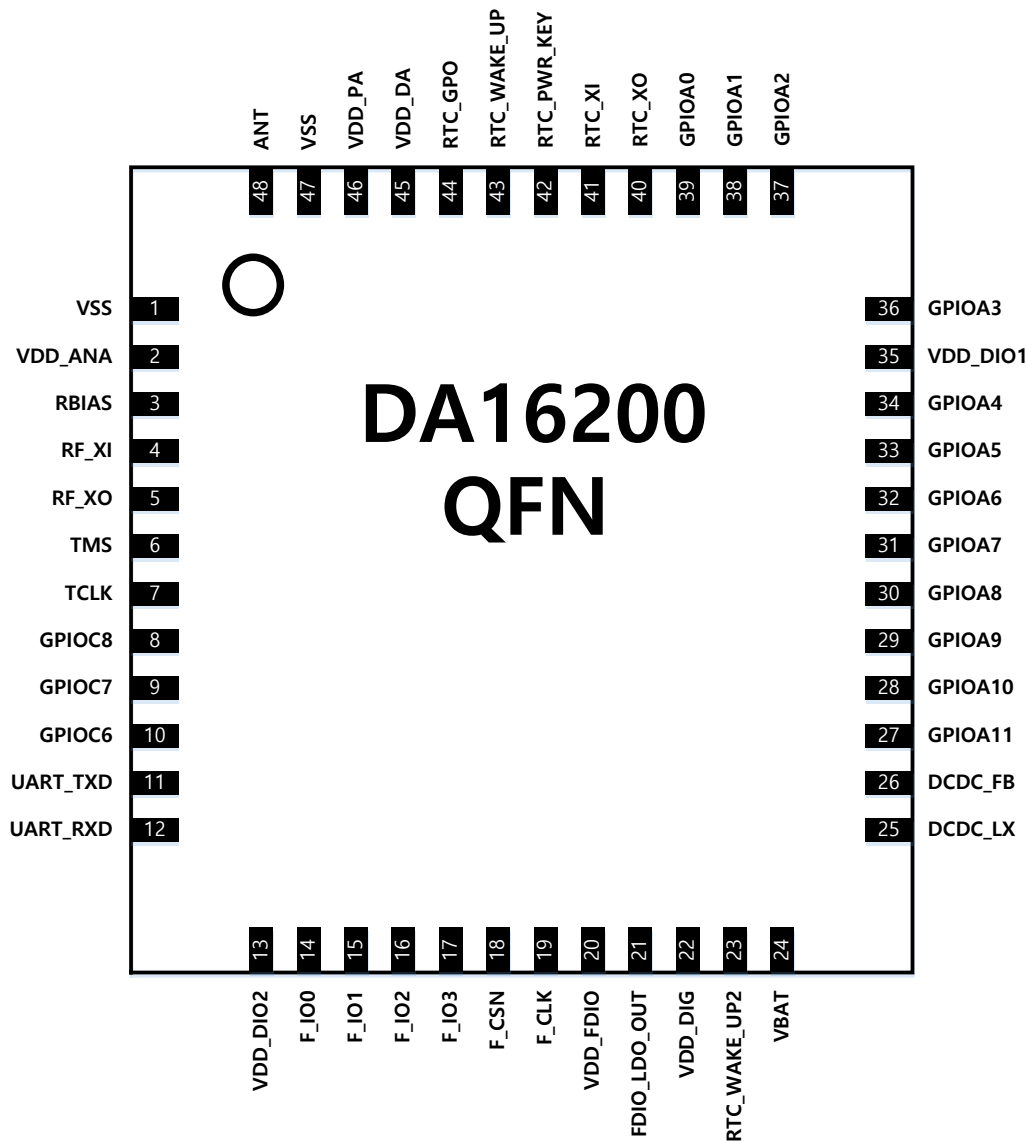 ANT
VSS
VDD_PA
VDD_DA
RTC_GPO
RTC_WAKE_UP
RTC_PWR_KEY
RTC_XI
RTC_XO
GPIOA0
GPIOA1
GPIOA2
48
47
46
45
44
43
42
41
40
39
38
37
VSS 1
VDD_ANA 2
RBIAS 3
RF_XI 4
RF_XO 5
TMS 6
TCLK 7
GPIOC8 8
GPIOC7 9
GPIOC6 10
UART_TXD 11
UART_RXD 12
DA16200
QFN
36 GPIOA3
35 VDD_DIO1
34 GPIOA4
33 GPIOA5
32 GPIOA6
31 GPIOA7
30 GPIOA8
29 GPIOA9
28 GPIOA10
27 GPIOA11
26 DCDC_FB
25 DCDC_LX
13
14
15
16
17
18
19
20
21
22
23
24
VDD_DIO2
F_IO0
F_IO1
F_IO2
F_IO3
F_CSN
F_CLK
VDD_FDIO
FDIO_LDO_OUT
VDD_DIG
RTC_WAKE_UP2
VBAT